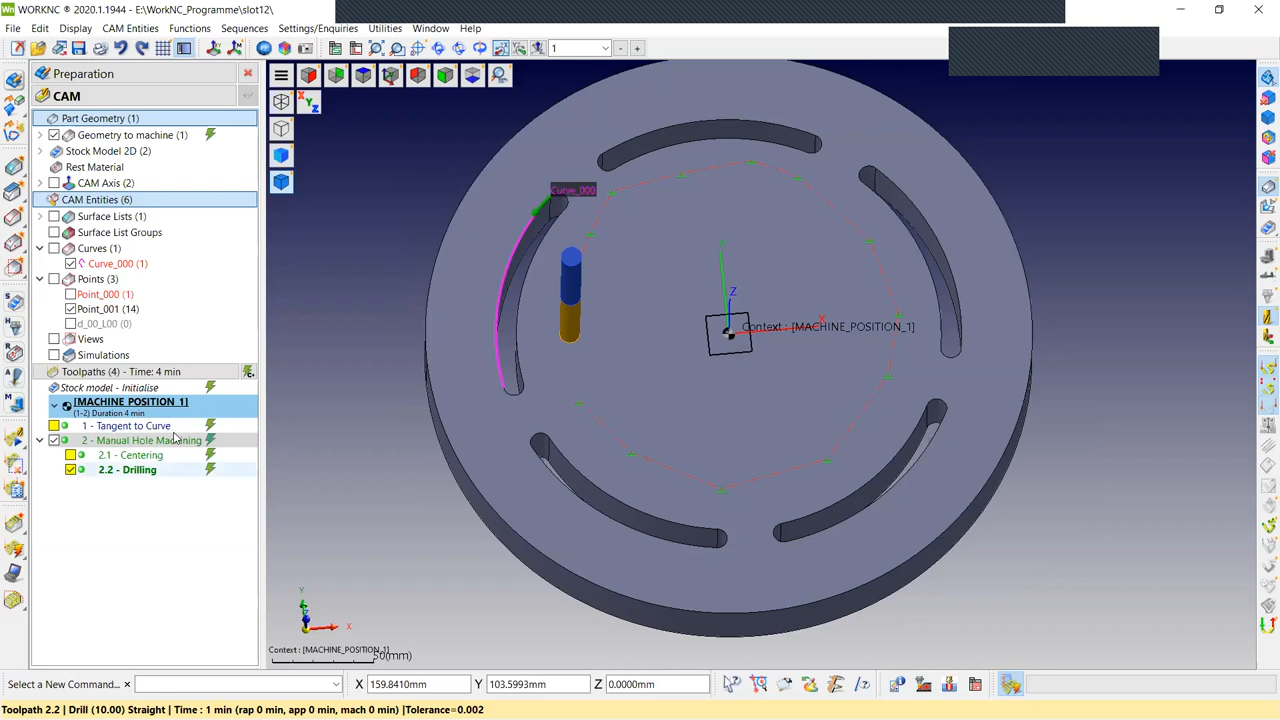 WORKNC ® 2020.1.1944 - E:\WorkNC_Programme\slot12\
File Edit Display CAM Entities Functions Sequences Settings/Enquiries Utilities Window Help
1
Preparation
CAM
Part Geometry (1)
Geometry to machine (1)
Stock Model 2D (2)
Rest Material
CAM Axis (2)
CAM Entities (6)
Surface Lists (1)
Surface List Groups
Curves (1)
Curve_000 (1)
Points (3)
Point_000 (1)
Point_001 (14)
d_00_L00 (0)
Views
Simulations
Toolpaths (4) - Time: 4 min
Stock model - Initialise
[MACHINE POSITION 1]
(1-2) Duration 4 min
1 - Tangent to Curve
2 - Manual Hole Machining
2.1 - Centering
2.2 - Drilling
X Y Z
Curve_000
Z
X
Context : [MACHINE_POSITION_1]
Y
Z
X
Context : [MACHINE_POSITION_1]
50(mm)
Select a New Command... X 159.8410mm Y 103.5993mm Z 0.0000mm
Toolpath 2.2 | Drill (10.00) Straight | Time : 1 min (rap 0 min, app 0 min, mach 0 min) |Tolerance=0.002